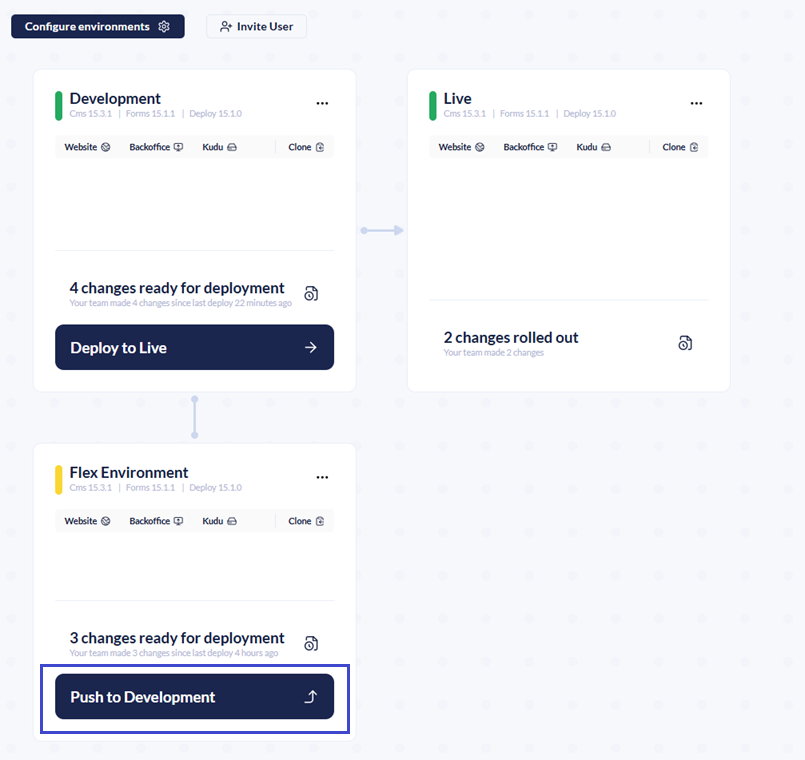 Configure environments
Invite User
Development
Cms 15.3.1 | Forms 15.1.1 | Deploy 15.1.0
Website Backoffice Kudu Clone
4 changes ready for deployment
Your team made 4 changes since last deploy 22 minutes ago
Deploy to Live
Live
Cms 15.3.1 | Forms 15.1.1 | Deploy 15.1.0
Website Backoffice Kudu Clone
2 changes rolled out
Your team made 2 changes
Flex Environment
Cms 15.3.1 | Forms 15.1.1 | Deploy 15.1.0
Website Backoffice Kudu Clone
3 changes ready for deployment
Your team made 3 changes since last deploy 4 hours ago
Push to Development